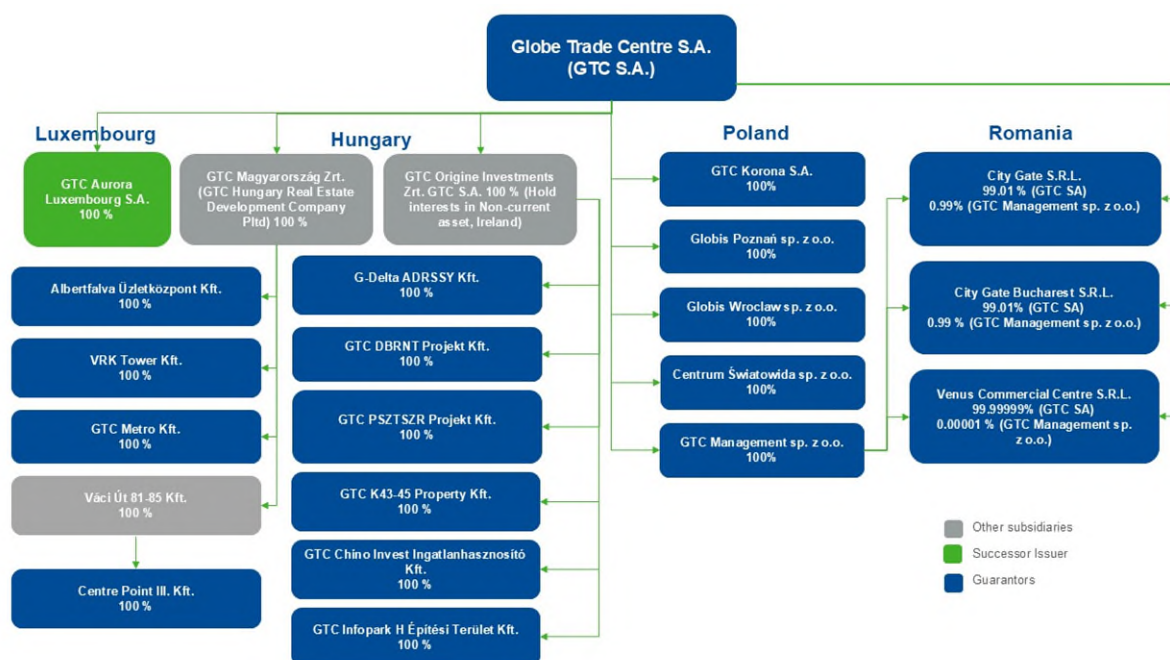 Globe Trade Centre S.A.
(GTC S.A.)
Luxembourg
Hungary
Poland
Romania
GTC Aurora
Luxembourg S.A.
100 %
GTC Magyarország Zrt.
(GTC Hungary Real Estate
Development Company
Pltd) 100 %
GTC Origine Investments
Zrt. GTC S.A. 100 % (Hold
interests in Non-current
asset, Ireland)
Albertfalva Üzletközpont Kft.
100 %
VRK Tower Kft.
100 %
GTC Metro Kft.
100 %
Váci Út 81-85 Kft.
100 %
Centre Point III. Kft.
100 %
G-Delta ADRSSY Kft.
100 %
GTC DBRNT Projekt Kft.
100 %
GTC PSZTSZR Projekt Kft.
100 %
GTC K43-45 Property Kft.
100 %
GTC Chino Invest Ingatlanhasznosító
Kft.
100 %
GTC Infopark H Építési Terület Kft.
100 %
GTC Korona S.A.
100%
Globis Poznań sp. z o.o.
100%
Globis Wroclaw sp. z o.o.
100%
Centrum Światowida sp. z o.o.
100%
GTC Management sp. z o.o.
100%
City Gate S.R.L.
99.01 % (GTC SA)
0.99% (GTC Management sp. z o.o.)
City Gate Bucharest S.R.L.
99.01% (GTC SA)
0.99 % (GTC Management sp. z o.o.)
Venus Commercial Centre S.R.L.
99.99999% (GTC SA)
0.00001 % (GTC Management sp.
z o.o.)
Other subsidiaries
Successor Issuer
Guarantors